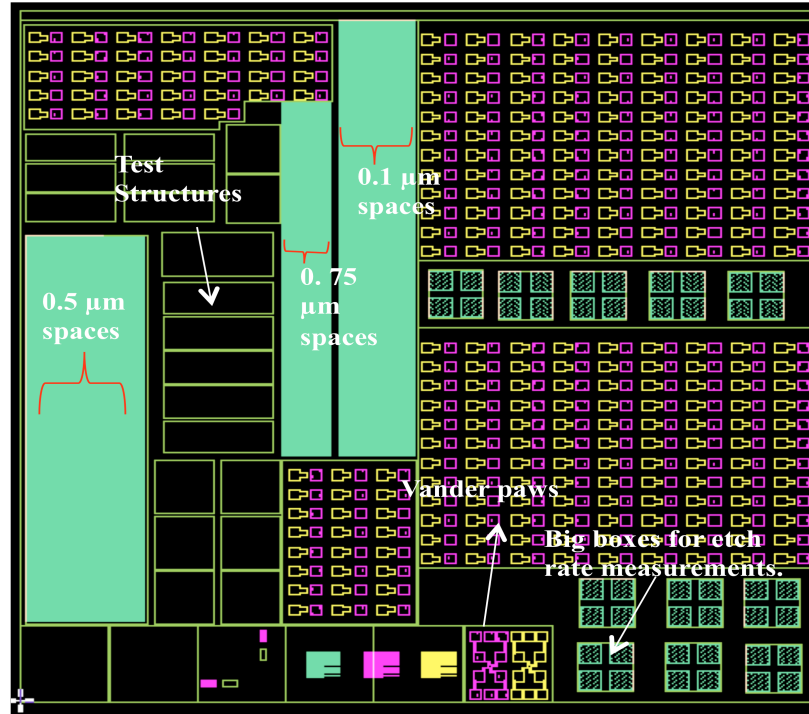 Test
Structures
0.1 μm
spaces
0. 75
μm
spaces
0.5 μm
spaces
Vander paws
Big boxes for etch
rate measurements.